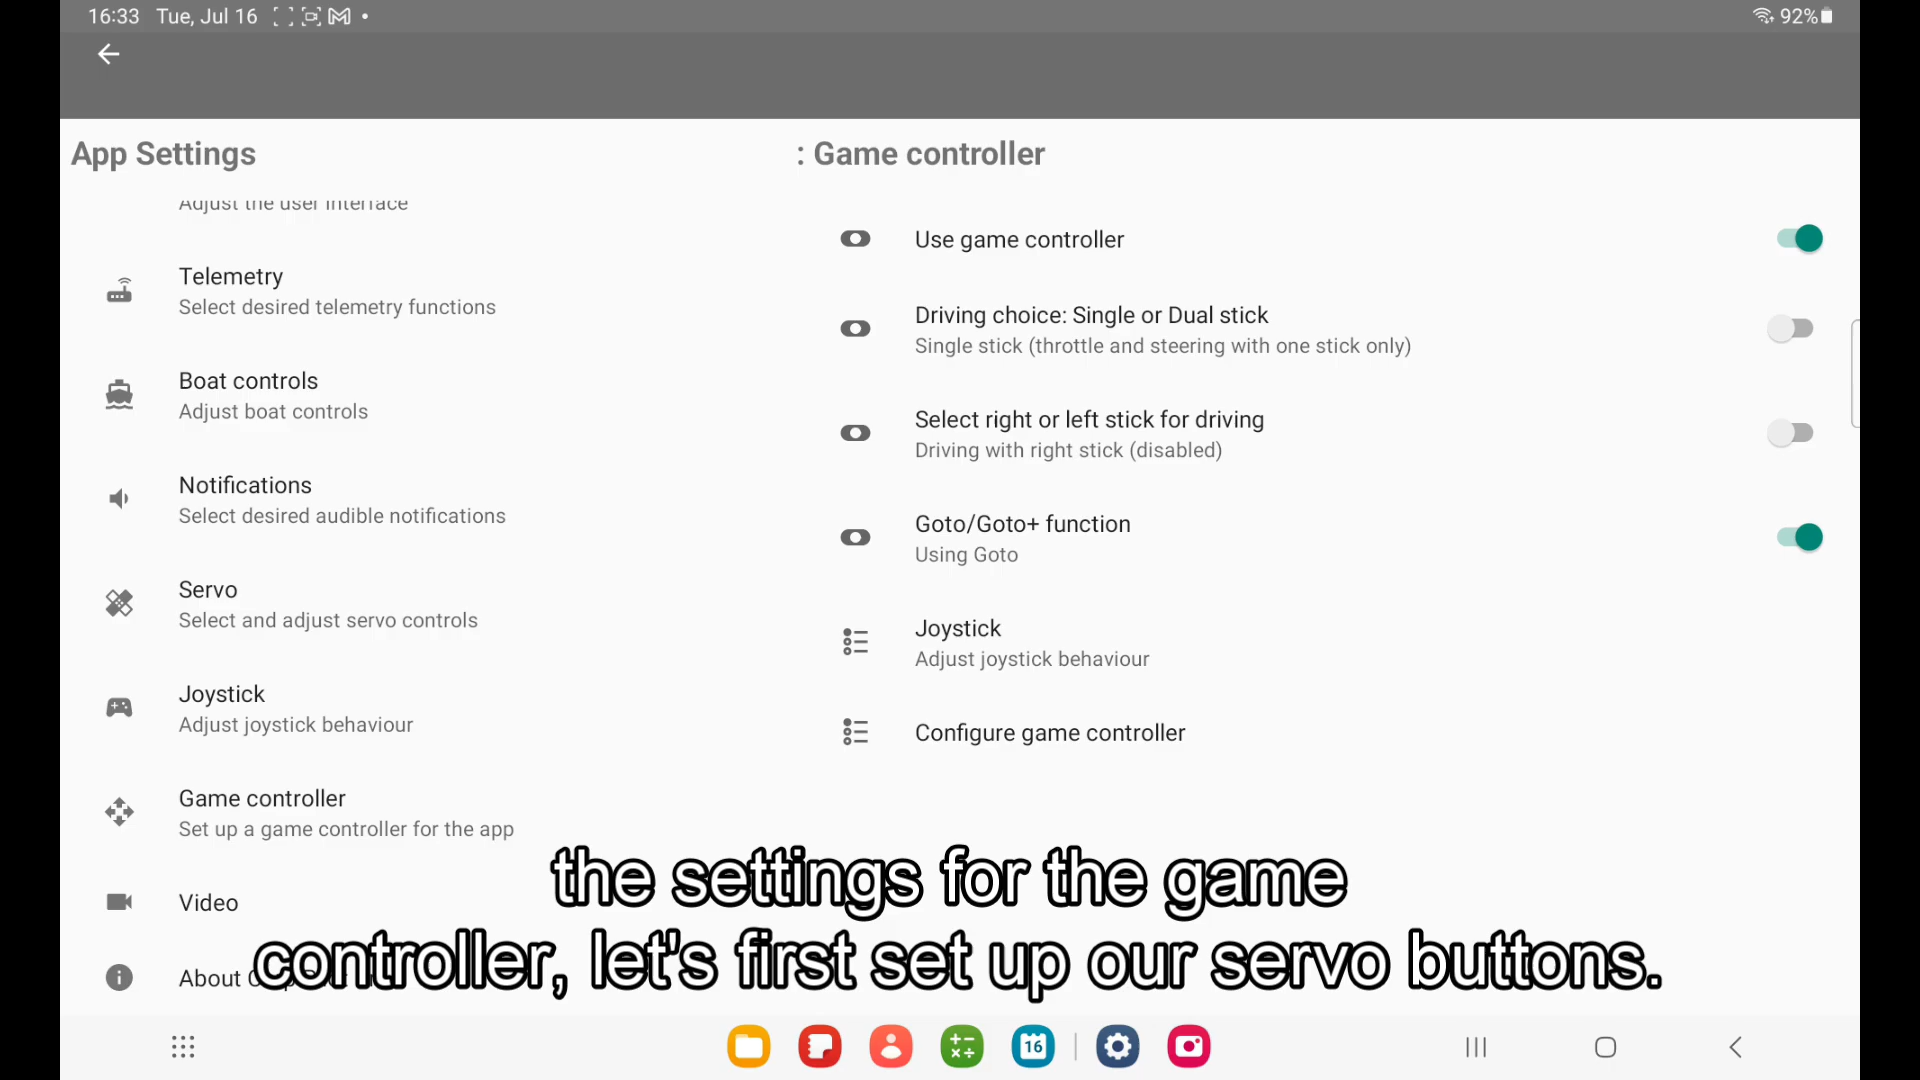 16:33 Tue, Jul 16
92%
App Settings
: Game controller
Adjust the user interface
Telemetry
Select desired telemetry functions
Boat controls
Adjust boat controls
Notifications
Select desired audible notifications
Servo
Select and adjust servo controls
Joystick
Adjust joystick behaviour
Game controller
Set up a game controller for the app
Video
About
Use game controller
Driving choice: Single or Dual stick
Single stick (throttle and steering with one stick only)
Select right or left stick for driving
Driving with right stick (disabled)
Goto/Goto+ function
Using Goto
Joystick
Adjust joystick behaviour
Configure game controller
the settings for the game
controller, let's first set up our servo buttons.
16